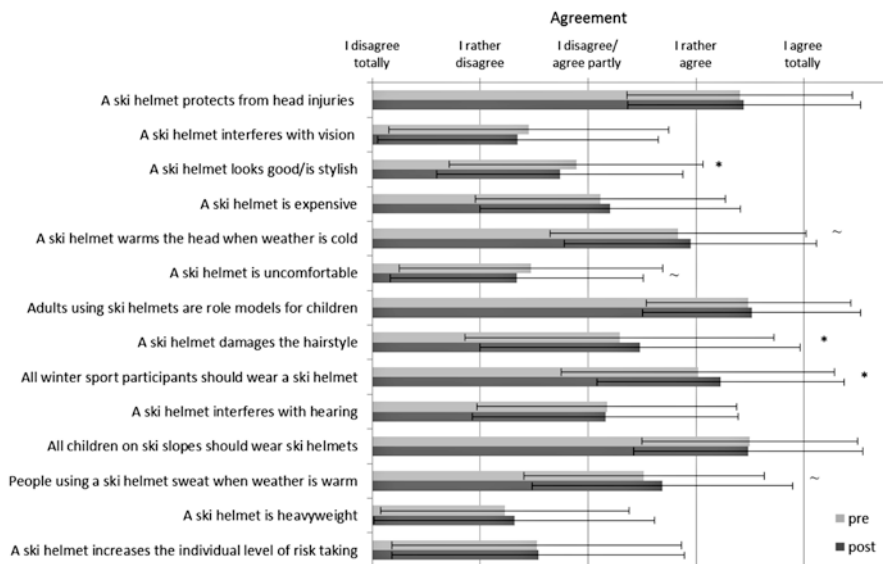 Agreement
I disagree totally
I rather disagree
I disagree/ agree partly
I rather agree
I agree totally
A ski helmet protects from head injuries
A ski helmet interferes with vision
A ski helmet looks good/is stylish
*
A ski helmet is expensive
A ski helmet warms the head when weather is cold
~
A ski helmet is uncomfortable
~
Adults using ski helmets are role models for children
A ski helmet damages the hairstyle
*
All winter sport participants should wear a ski helmet
*
A ski helmet interferes with hearing
All children on ski slopes should wear ski helmets
People using a ski helmet sweat when weather is warm
~
A ski helmet is heavyweight
A ski helmet increases the individual level of risk taking
pre
post